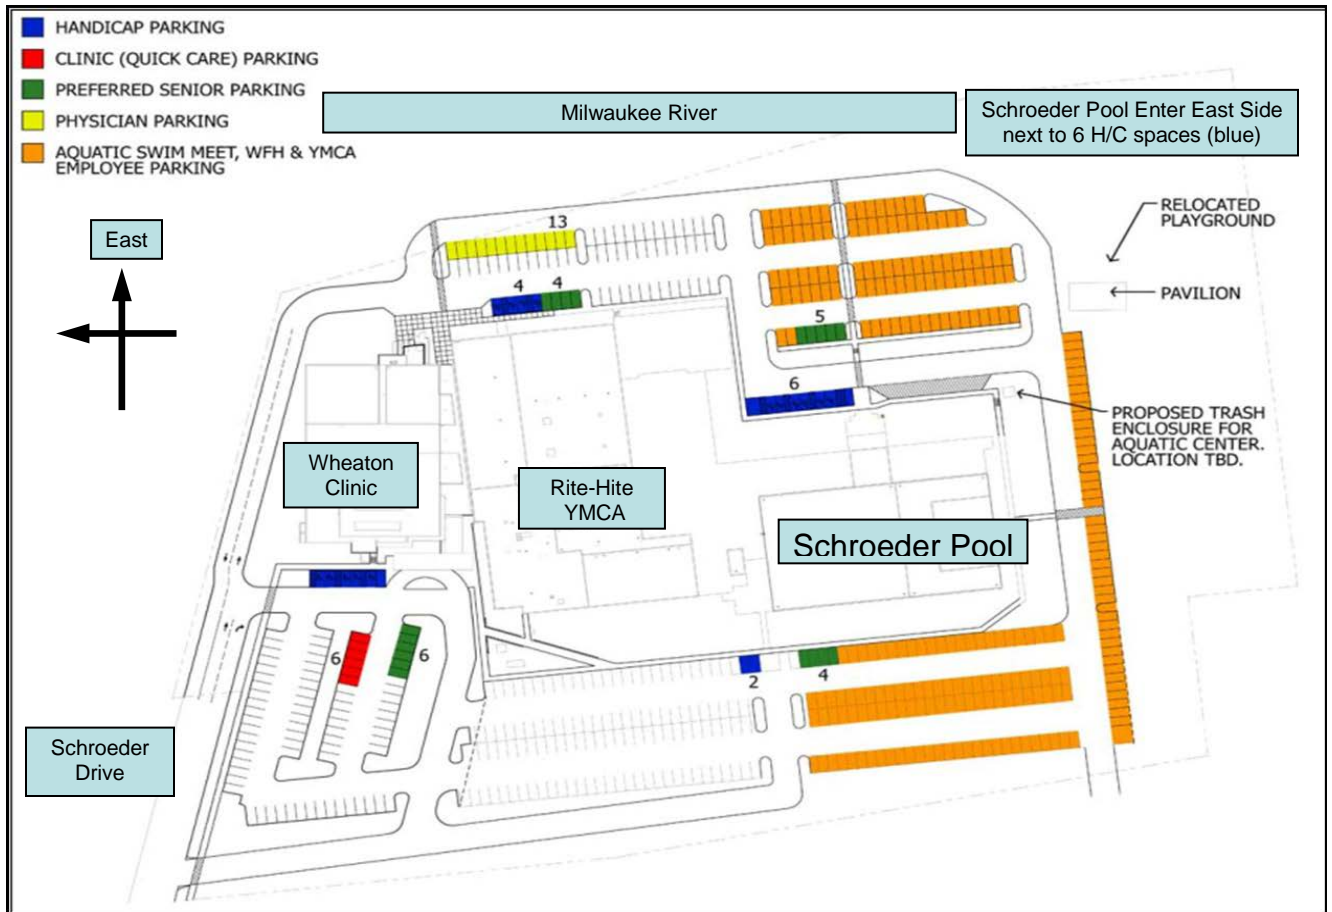 HANDICAP PARKING
CLINIC (QUICK CARE) PARKING
PREFERRED SENIOR PARKING
PHYSICIAN PARKING
AQUATIC SWIM MEET, WFH & YMCA
EMPLOYEE PARKING
Milwaukee River
Schroeder Pool Enter East Side
next to 6 H/C spaces (blue)
East
RELOCATED
PLAYGROUND
PAVILION
13
4
4
5
6
PROPOSED TRASH
ENCLOSURE FOR
AQUATIC CENTER.
LOCATION TBD.
Wheaton
Clinic
Rite-Hite
YMCA
Schroeder Pool
6
6
2
4
Schroeder
Drive